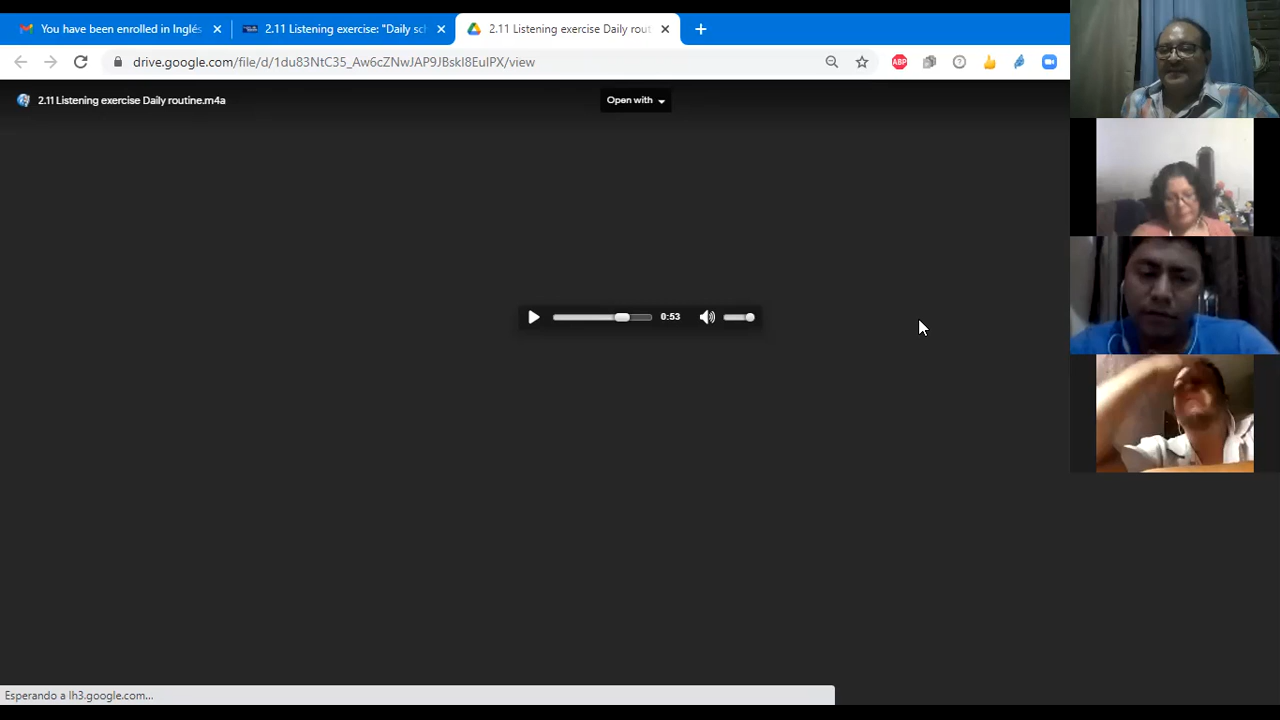 You have been enrolled in Inglés
2.11 Listening exercise: "Daily sch
2.11 Listening exercise Daily rout
drive.google.com/file/d/1du83NtC35_Aw6cZNwJAP9JBskI8EuIPX/view
ABP
2.11 Listening exercise Daily routine.m4a
Open with
0:53
Esperando a lh3.google.com...